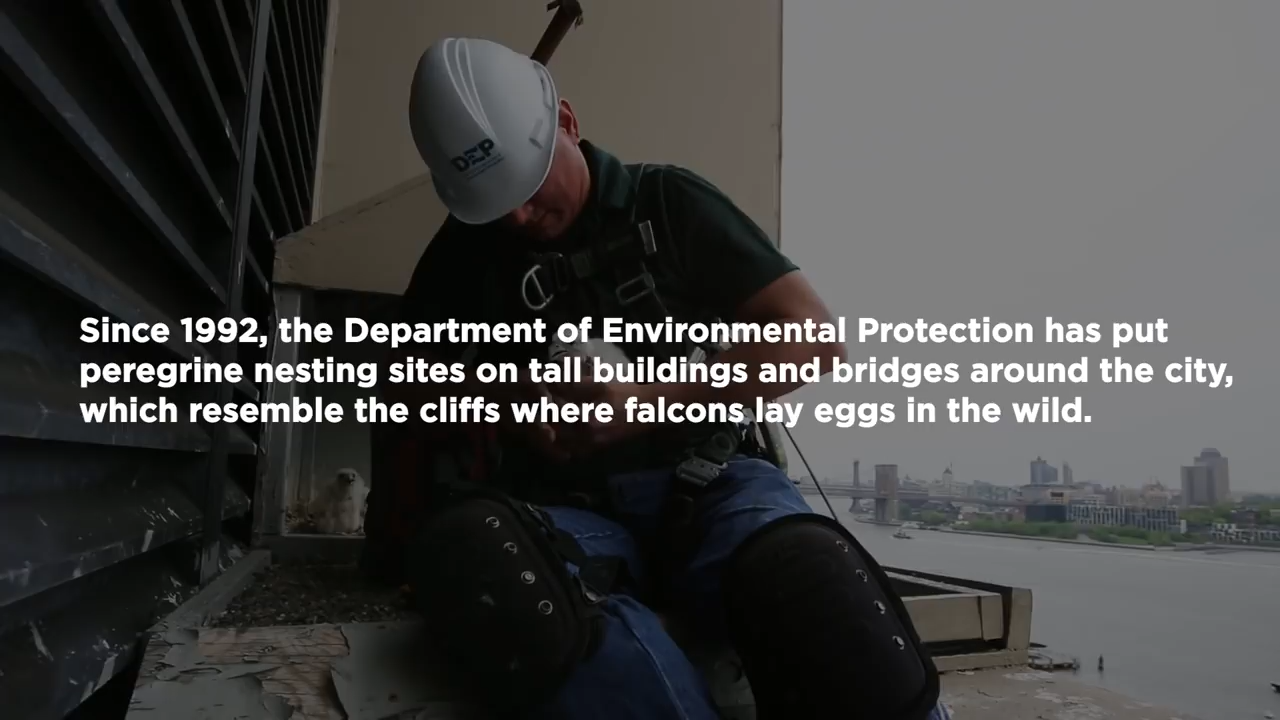 DEP
Since 1992, the Department of Environmental Protection has put
peregrine nesting sites on tall buildings and bridges around the city,
which resemble the cliffs where falcons lay eggs in the wild.